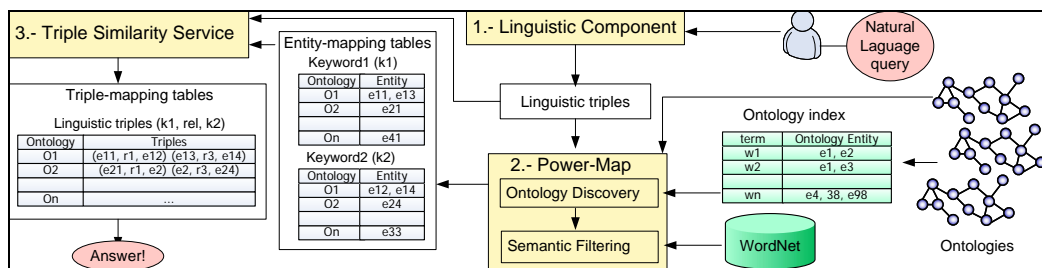 3.- Triple Similarity Service
Triple-mapping tables
Linguistic triples (k1, rel, k2)
Ontology Triples
O1 (e11, r1, e12) (e13, r3, e14)
O2 (e21, r1, e2) (e2, r3, e24)
On ...
Answer!
Entity-mapping tables
Keyword1 (k1)
Ontology Entity
O1 e11, e13
O2 e21
On e41
Keyword2 (k2)
Ontology Entity
O1 e12, e14
O2 e24
On e33
1.- Linguistic Component
Linguistic triples
2.- Power-Map
Ontology Discovery
Semantic Filtering
Natural
Laguage
query
Ontology index
term Ontology Entity
w1 e1, e2
w2 e1, e3
wn e4, 38, e98
WordNet
Ontologies